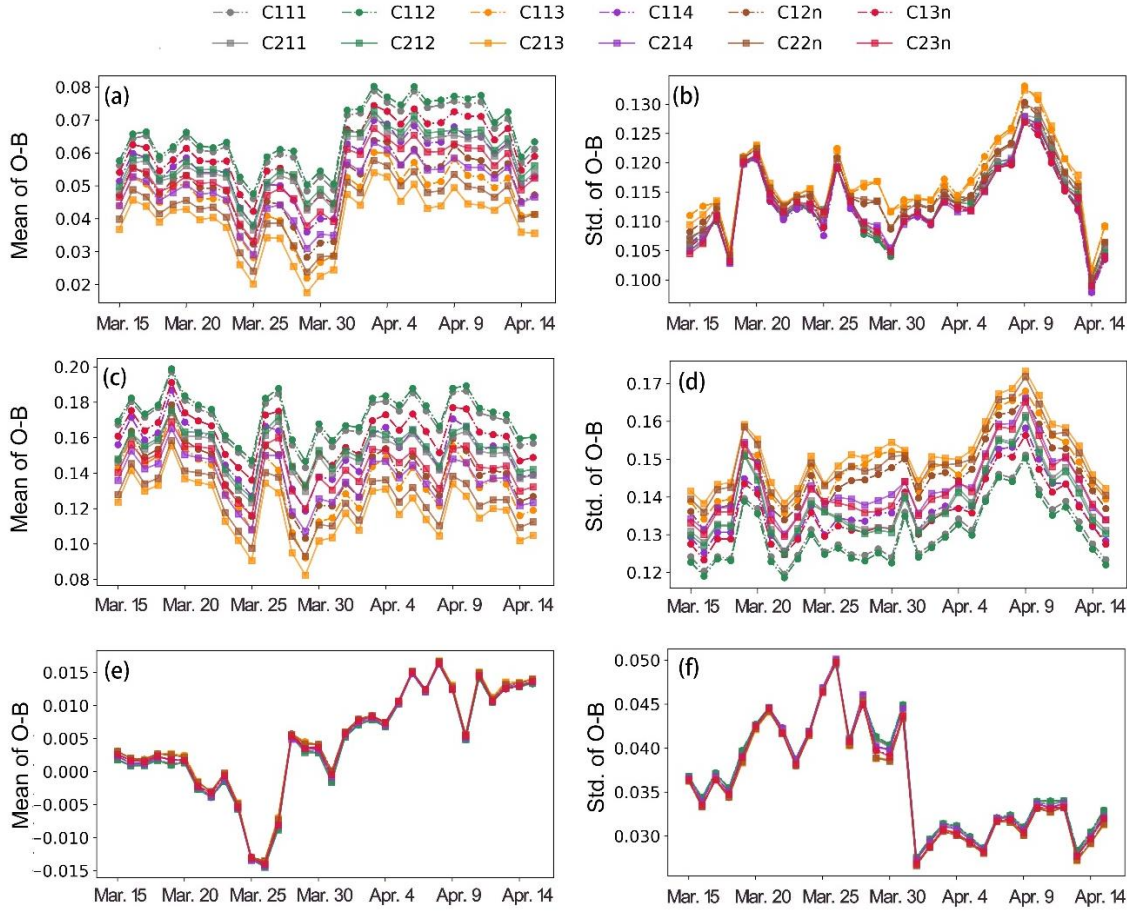 C111 C112 C113 C114 C12n C13n
C211 C212 C213 C214 C22n C23n
(a)
Mean of O-B
0.08
0.07
0.06
0.05
0.04
0.03
0.02
Mar. 15 Mar. 20 Mar. 25 Mar. 30 Apr. 4 Apr. 9 Apr. 14
(b)
Std. of O-B
0.130
0.125
0.120
0.115
0.110
0.105
0.100
Mar. 15 Mar. 20 Mar. 25 Mar. 30 Apr. 4 Apr. 9 Apr. 14
(c)
Mean of O-B
0.20
0.18
0.16
0.14
0.12
0.10
0.08
Mar. 15 Mar. 20 Mar. 25 Mar. 30 Apr. 4 Apr. 9 Apr. 14
(d)
Std. of O-B
0.17
0.16
0.15
0.14
0.13
0.12
Mar. 15 Mar. 20 Mar. 25 Mar. 30 Apr. 4 Apr. 9 Apr. 14
(e)
Mean of O-B
0.015
0.010
0.005
0.000
−0.005
−0.010
−0.015
Mar. 15 Mar. 20 Mar. 25 Mar. 30 Apr. 4 Apr. 9 Apr. 14
(f)
Std. of O-B
0.050
0.045
0.040
0.035
0.030
Mar. 15 Mar. 20 Mar. 25 Mar. 30 Apr. 4 Apr. 9 Apr. 14